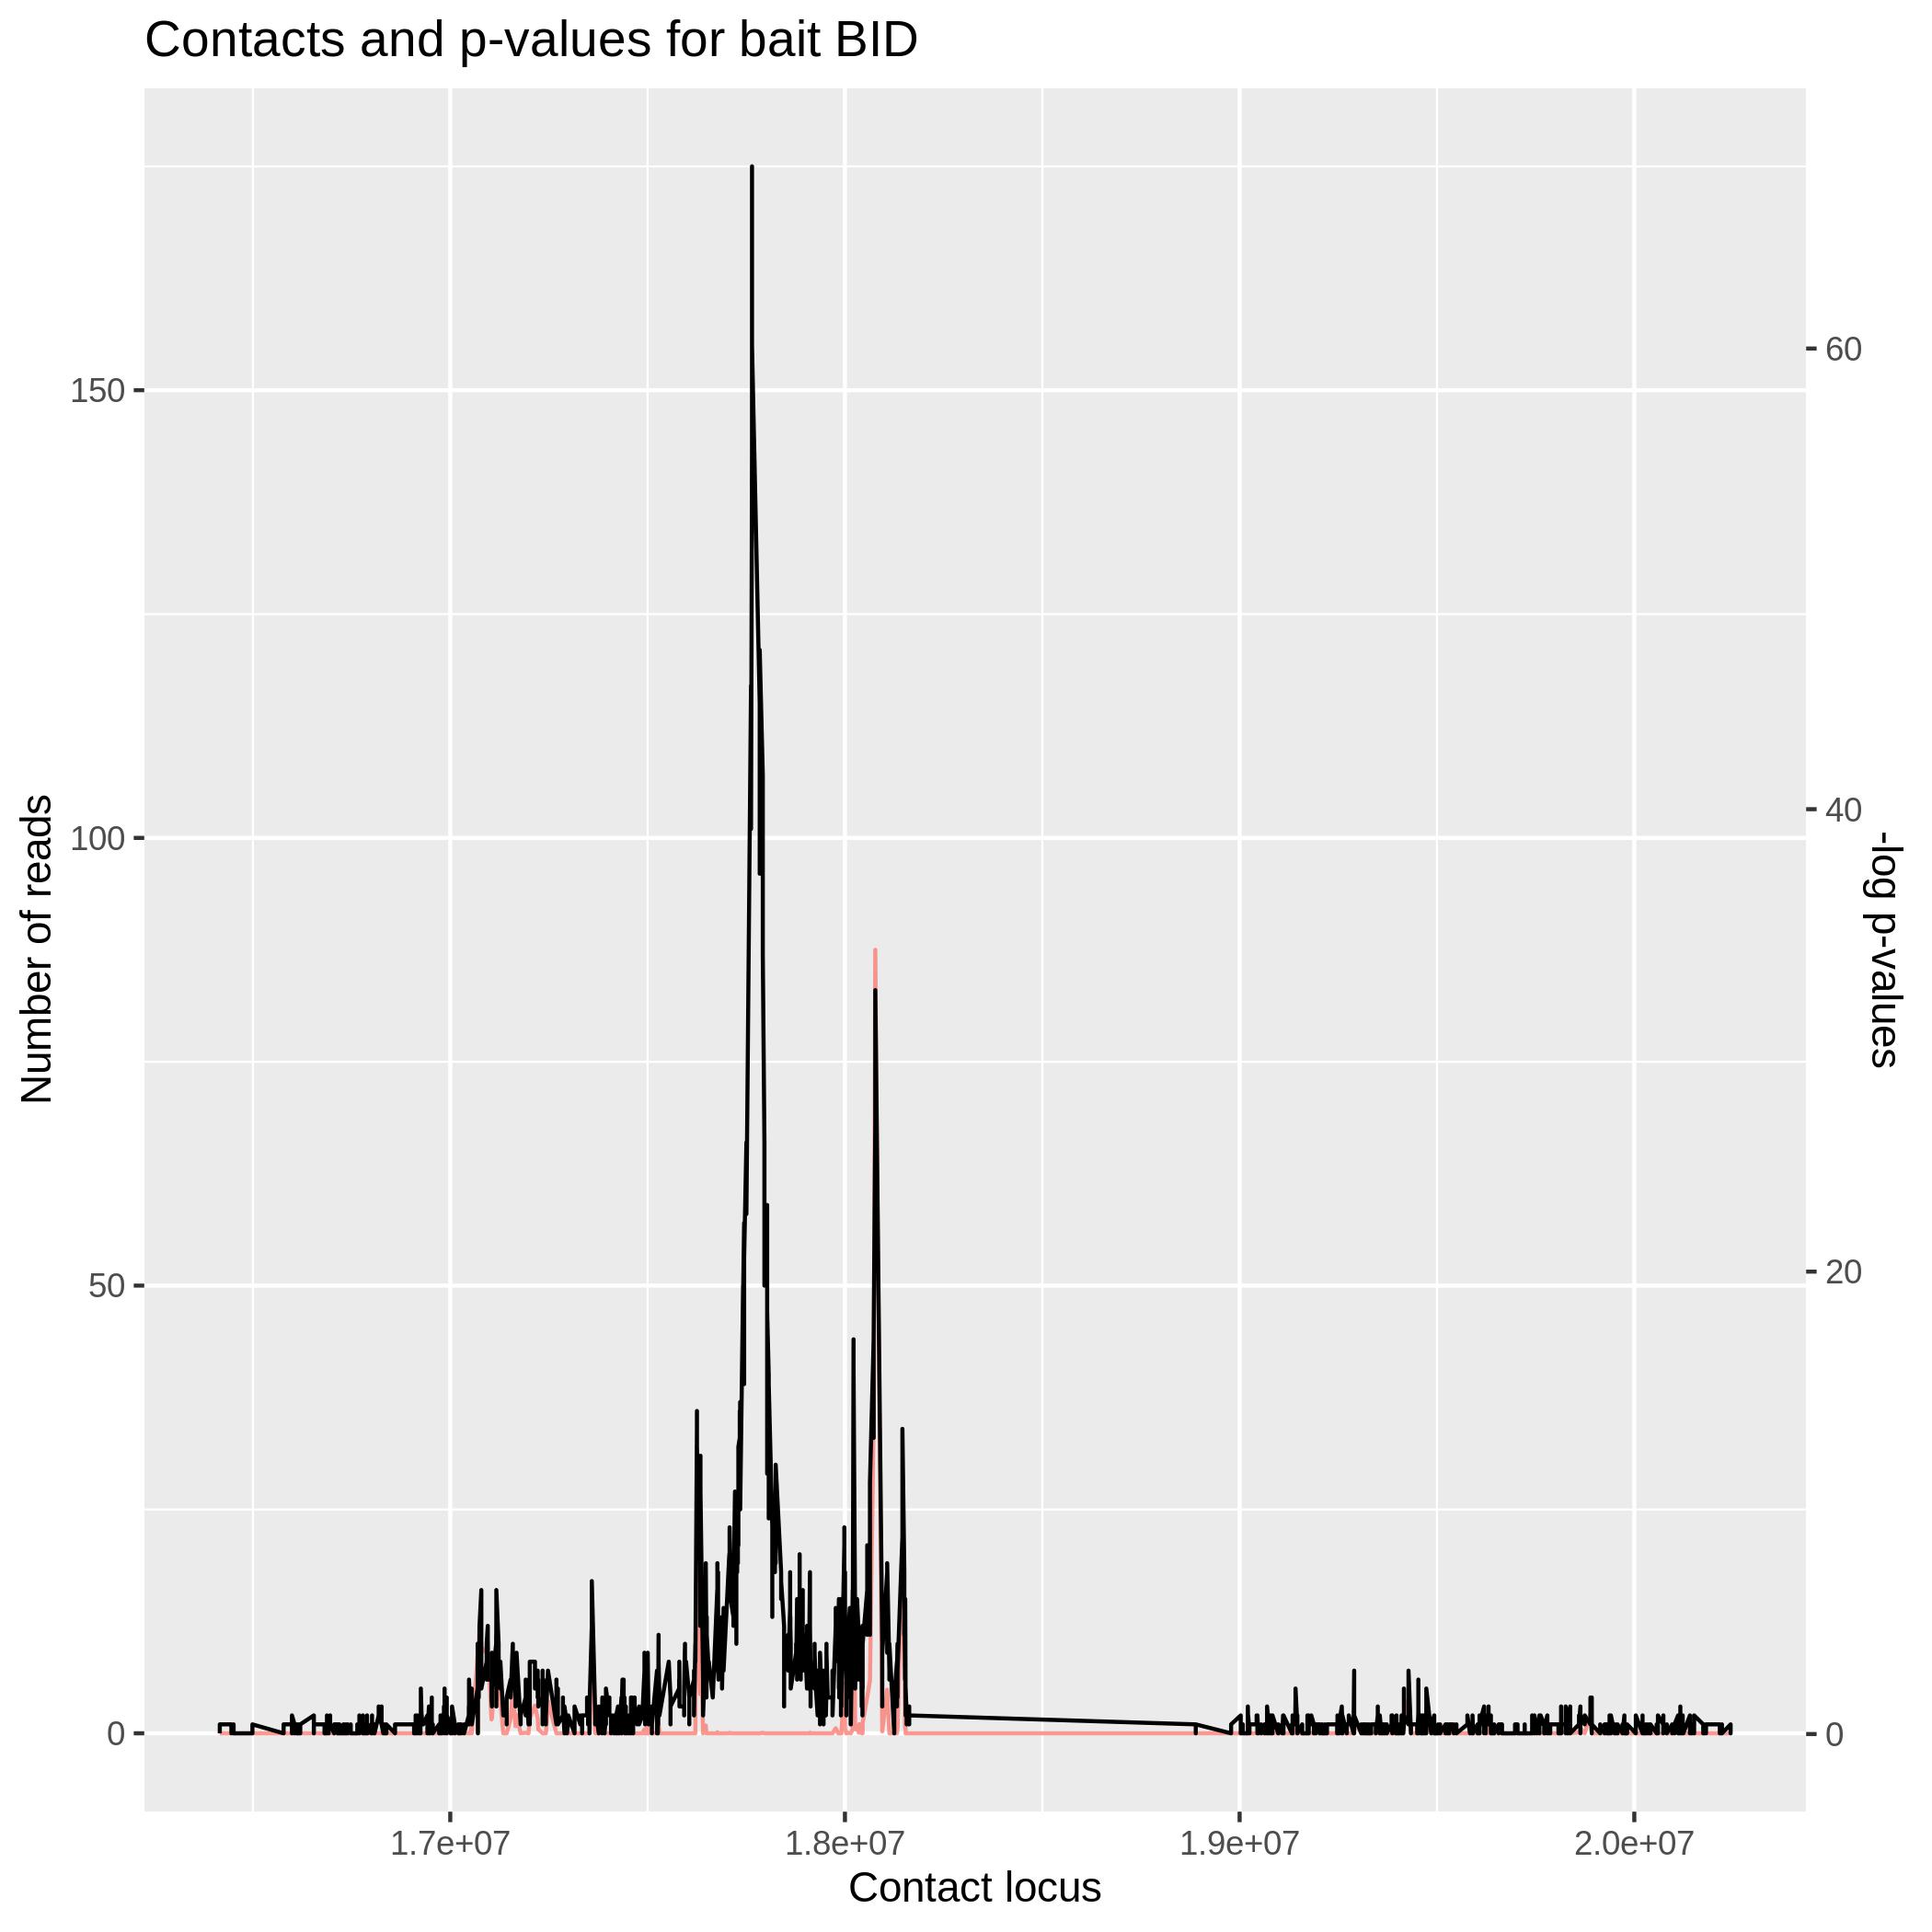 Contacts and p-values for bait BID
Number of reads
150
100
50
0
60
40
20
0
-log p-values
1.7e+07 1.8e+07 1.9e+07 2.0e+07
Contact locus